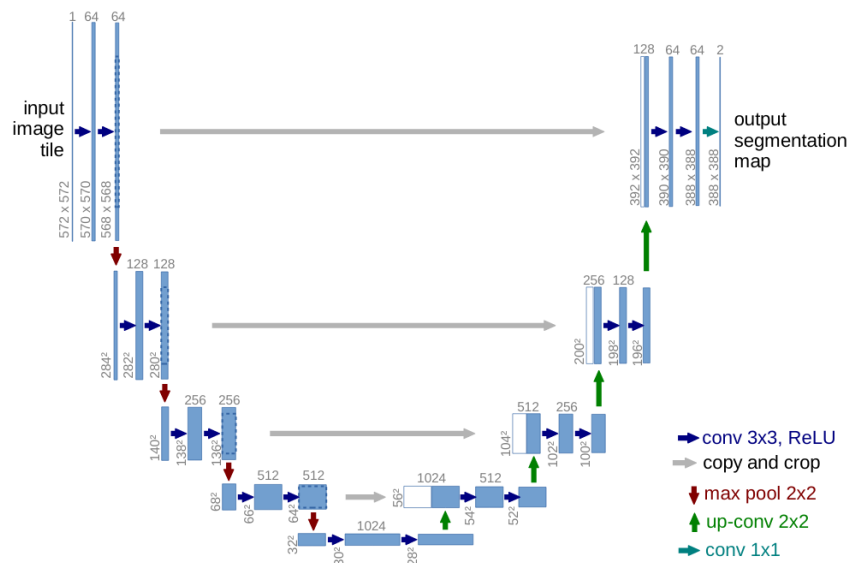 1 64 64
input
image
tile
572 x 572
570 x 570
568 x 568
128 64 64 2
output
segmentation
map
392 x 392
390 x 390
388 x 388
388 x 388
128 128
284²
282²
280²
256 128
200²
198²
196²
256 256
140²
138²
136²
512 256
104²
102²
100²
512 512
68²
66²
64²
1024 512
56²
54²
52²
1024
32²
30²
28²
conv 3x3, ReLU
copy and crop
max pool 2x2
up-conv 2x2
conv 1x1